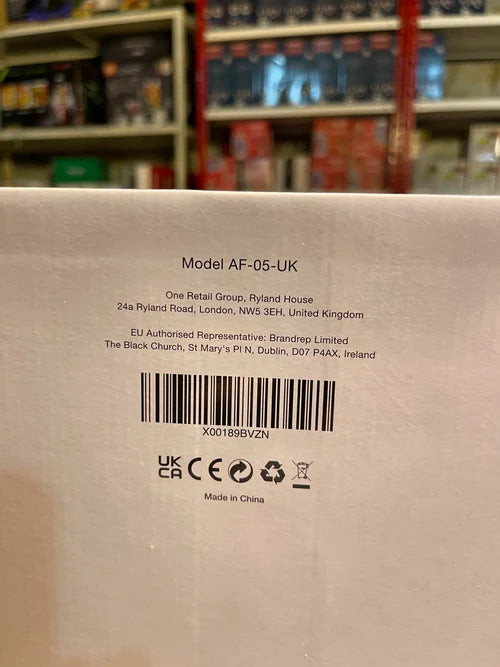 Model AF-05-UK
One Retail Group, Ryland House
24a Ryland Road, London, NW5 3EH, United Kingdom
EU Authorised Representative: Brandrep Limited
The Black Church, St Mary's Pl N, Dublin, D07 P4AX, Ireland
X00189BVZN
UK
CA CE
Made in China